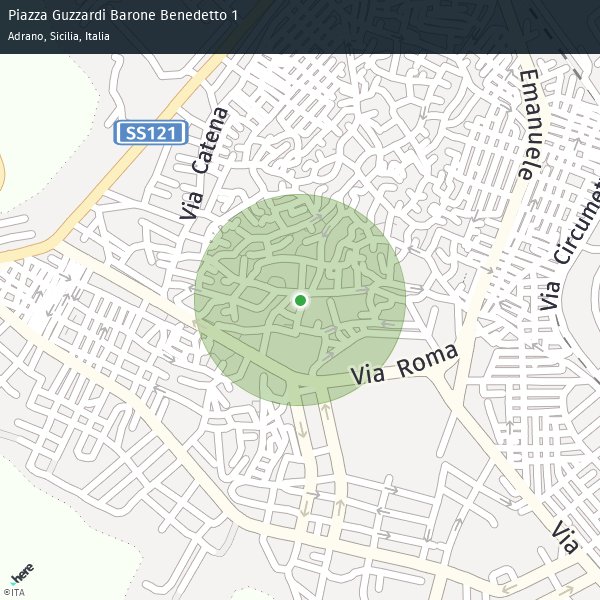 Piazza Guzzardi Barone Benedetto 1
Adrano, Sicilia, Italia
SS121
Via Catena
Emanuele
Via Circumet
Via Roma
Via
here
©ITA